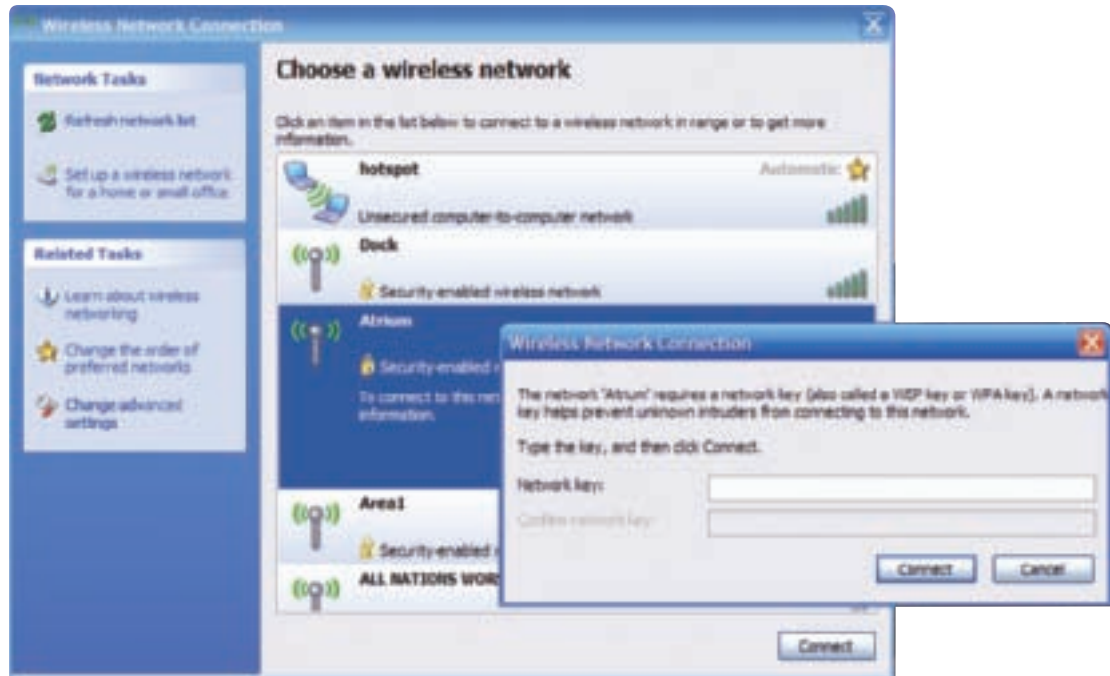 Wireless Network Connection
Network Tasks
Refresh network list
Set up a wireless network
for a home or small office
Related Tasks
Learn about wireless
networking
Change the order of
preferred networks
Change advanced
settings
Choose a wireless network
Click an item in the list below to connect to a wireless network in range or to get more
information.
hotspot
Automatic
Unsecured computer-to-computer network
Dock
Security-enabled wireless network
Atrium
Security-enabled
To connect to this
information.
Area1
Security-enabled
ALL NATIONS
Connect
Wireless Network Connection
The network 'Atrium' requires a network key (also called a WEP key or WPA key). A network
key helps prevent unknown intruders from connecting to this network.
Type the key, and then click Connect.
Network key:
Confirm network key:
Connect
Cancel